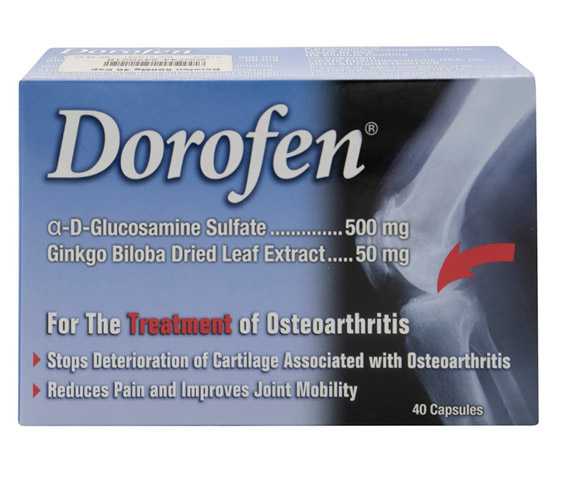 Dorofen
Dorofen®
α-D-Glucosamine Sulfate ..............500 mg
Ginkgo Biloba Dried Leaf Extract.....50 mg
For The Treatment of Osteoarthritis
Stops Deterioration of Cartilage Associated with Osteoarthritis
Reduces Pain and Improves Joint Mobility
40 Capsules